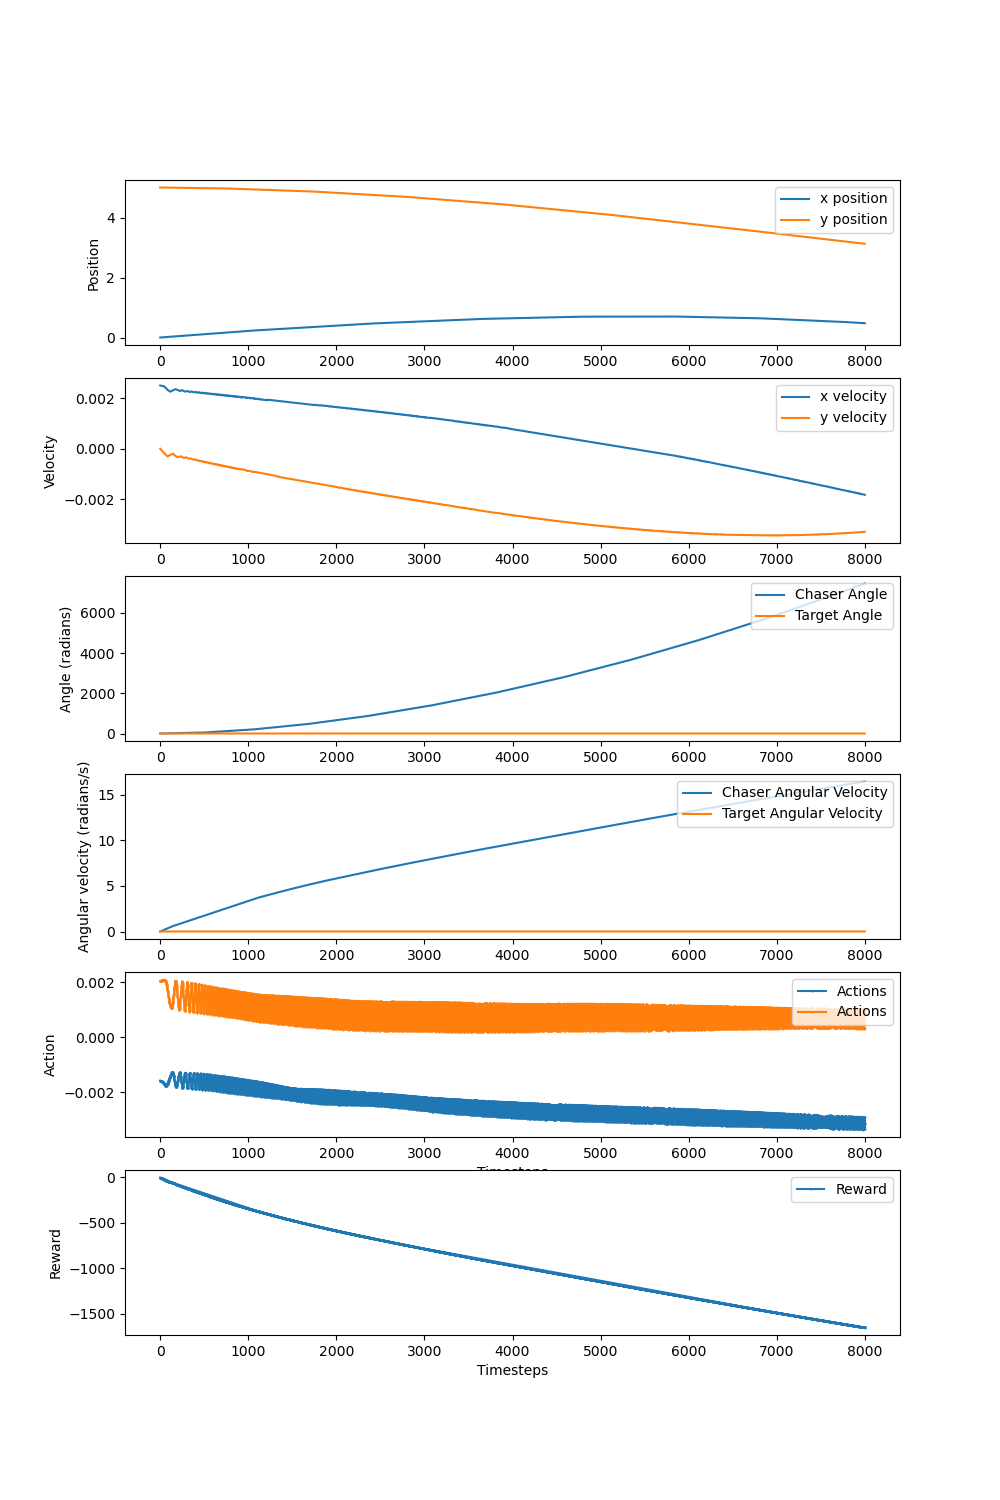 x position
y position
4
2
0
Position
0 1000 2000 3000 4000 5000 6000 7000 8000
x velocity
y velocity
0.002
0.000
−0.002
Velocity
0 1000 2000 3000 4000 5000 6000 7000 8000
Chaser Angle
Target Angle
6000
4000
2000
0
Angle (radians)
0 1000 2000 3000 4000 5000 6000 7000 8000
Chaser Angular Velocity
Target Angular Velocity
15
10
5
0
Angular velocity (radians/s)
0 1000 2000 3000 4000 5000 6000 7000 8000
Actions
Actions
0.002
0.000
−0.002
Action
0 1000 2000 3000 4000 5000 6000 7000 8000
Timesteps
Reward
0
−500
−1000
−1500
Reward
0 1000 2000 3000 4000 5000 6000 7000 8000
Timesteps